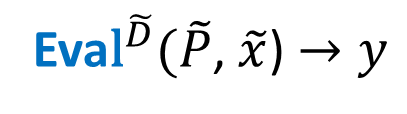 Eval^D̃(P̃, x̃) → y